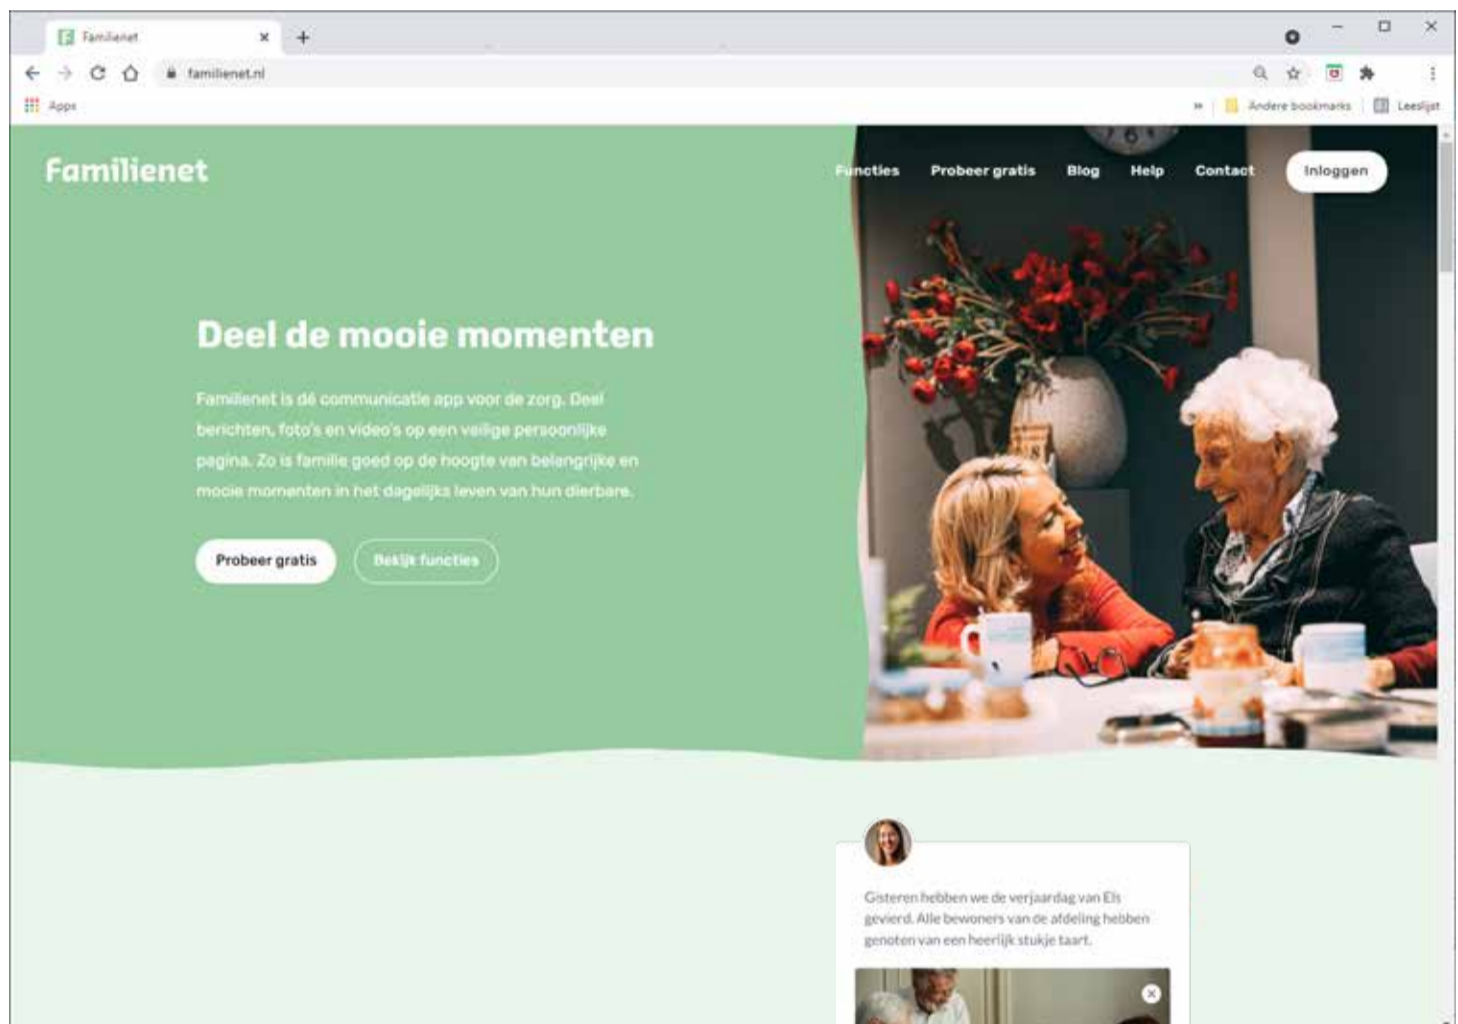 Familienet
familienet.nl
Apps
»
Andere bookmarks
Leeslijst
Familienet
Functies
Probeer gratis
Blog
Help
Contact
Inloggen
Deel de mooie momenten
Familienet is dé communicatie app voor de zorg. Deel
berichten, foto's en video's op een veilige persoonlijke
pagina. Zo is familie goed op de hoogte van belangrijke en
mooie momenten in het dagelijks leven van hun dierbare.
Probeer gratis
Bekijk functies
Gisteren hebben we de verjaardag van Els
gevierd. Alle bewoners van de afdeling hebben
genoten van een heerlijk stukje taart.